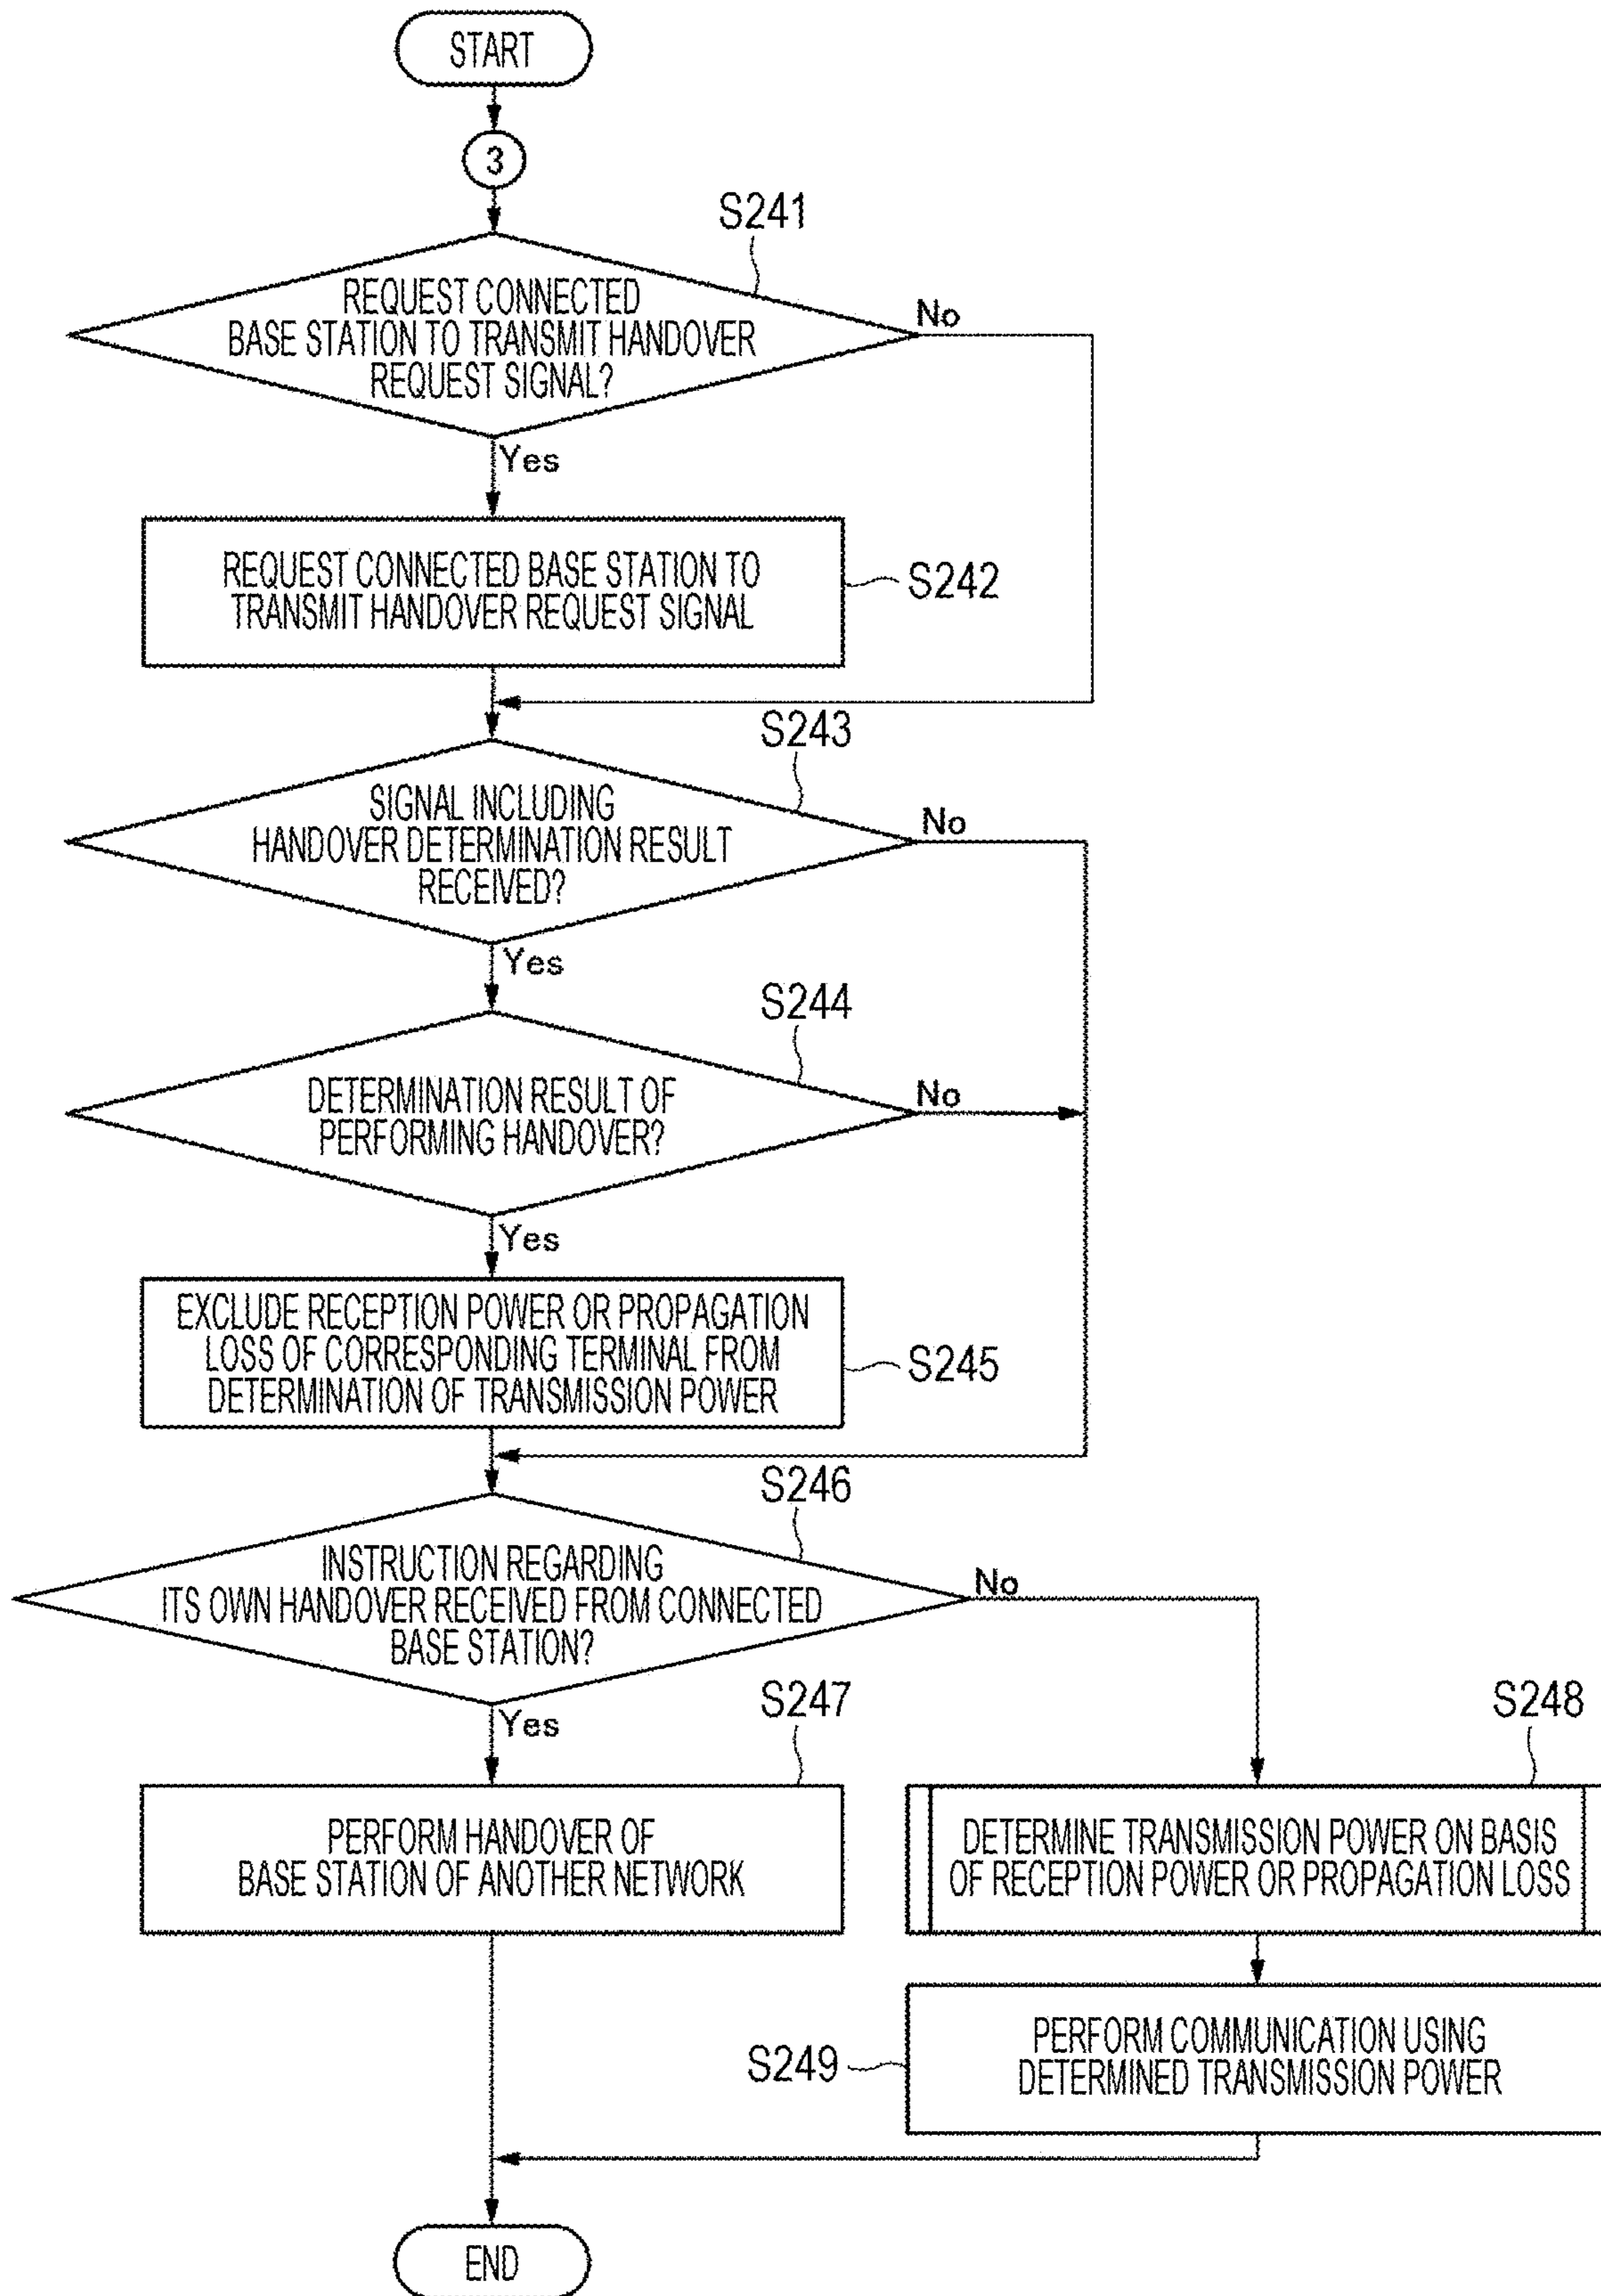 START
3
S241
REQUEST CONNECTED
BASE STATION TO TRANSMIT HANDOVER
REQUEST SIGNAL?
No
Yes
REQUEST CONNECTED BASE STATION TO
TRANSMIT HANDOVER REQUEST SIGNAL
S242
S243
SIGNAL INCLUDING
HANDOVER DETERMINATION RESULT
RECEIVED?
No
Yes
S244
DETERMINATION RESULT OF
PERFORMING HANDOVER?
No
Yes
EXCLUDE RECEPTION POWER OR PROPAGATION
LOSS OF CORRESPONDING TERMINAL FROM
DETERMINATION OF TRANSMISSION POWER
S245
S246
INSTRUCTION REGARDING
ITS OWN HANDOVER RECEIVED FROM CONNECTED
BASE STATION?
No
Yes
S247
PERFORM HANDOVER OF
BASE STATION OF ANOTHER NETWORK
S248
DETERMINE TRANSMISSION POWER ON BASIS
OF RECEPTION POWER OR PROPAGATION LOSS
S249
PERFORM COMMUNICATION USING
DETERMINED TRANSMISSION POWER
END